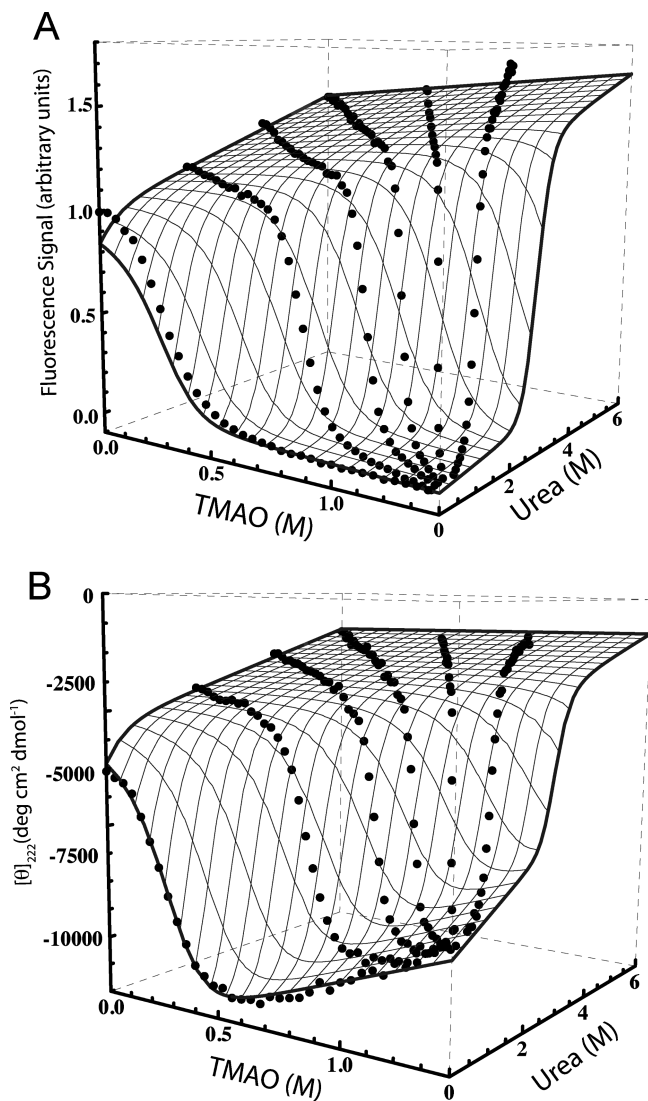 A
Fluorescence Signal (arbitrary units)
1.5
1.0
0.5
0.0
0.0
0.5
1.0
TMAO (M)
0
2
4
6
Urea (M)
B
[θ]222(deg cm2 dmol-1)
0
-2500
-5000
-7500
-10000
0.0
0.5
1.0
TMAO (M)
0
2
4
6
Urea (M)